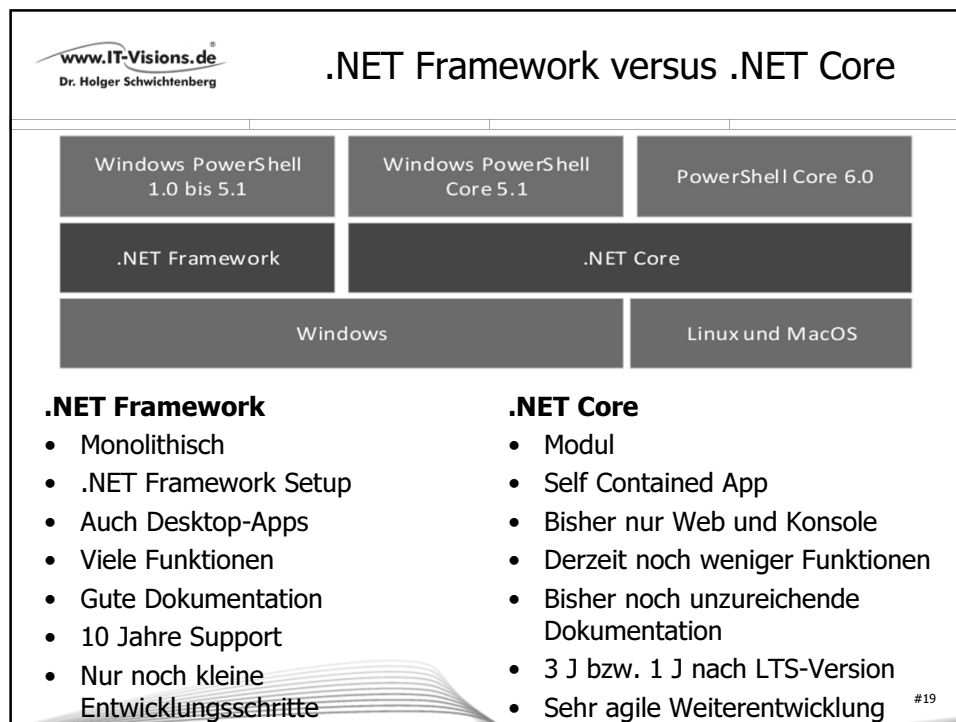 www.IT-Visions.de
®
Dr. Holger Schwichtenberg
.NET Framework versus .NET Core
Windows PowerShell
1.0 bis 5.1
Windows PowerShell
Core 5.1
PowerShell Core 6.0
.NET Framework
.NET Core
Windows
Linux und MacOS
.NET Framework
• Monolithisch
• .NET Framework Setup
• Auch Desktop-Apps
• Viele Funktionen
• Gute Dokumentation
• 10 Jahre Support
• Nur noch kleine
Entwicklungsschritte
.NET Core
• Modul
• Self Contained App
• Bisher nur Web und Konsole
• Derzeit noch weniger Funktionen
• Bisher noch unzureichende
Dokumentation
• 3 J bzw. 1 J nach LTS-Version
• Sehr agile Weiterentwicklung
#19